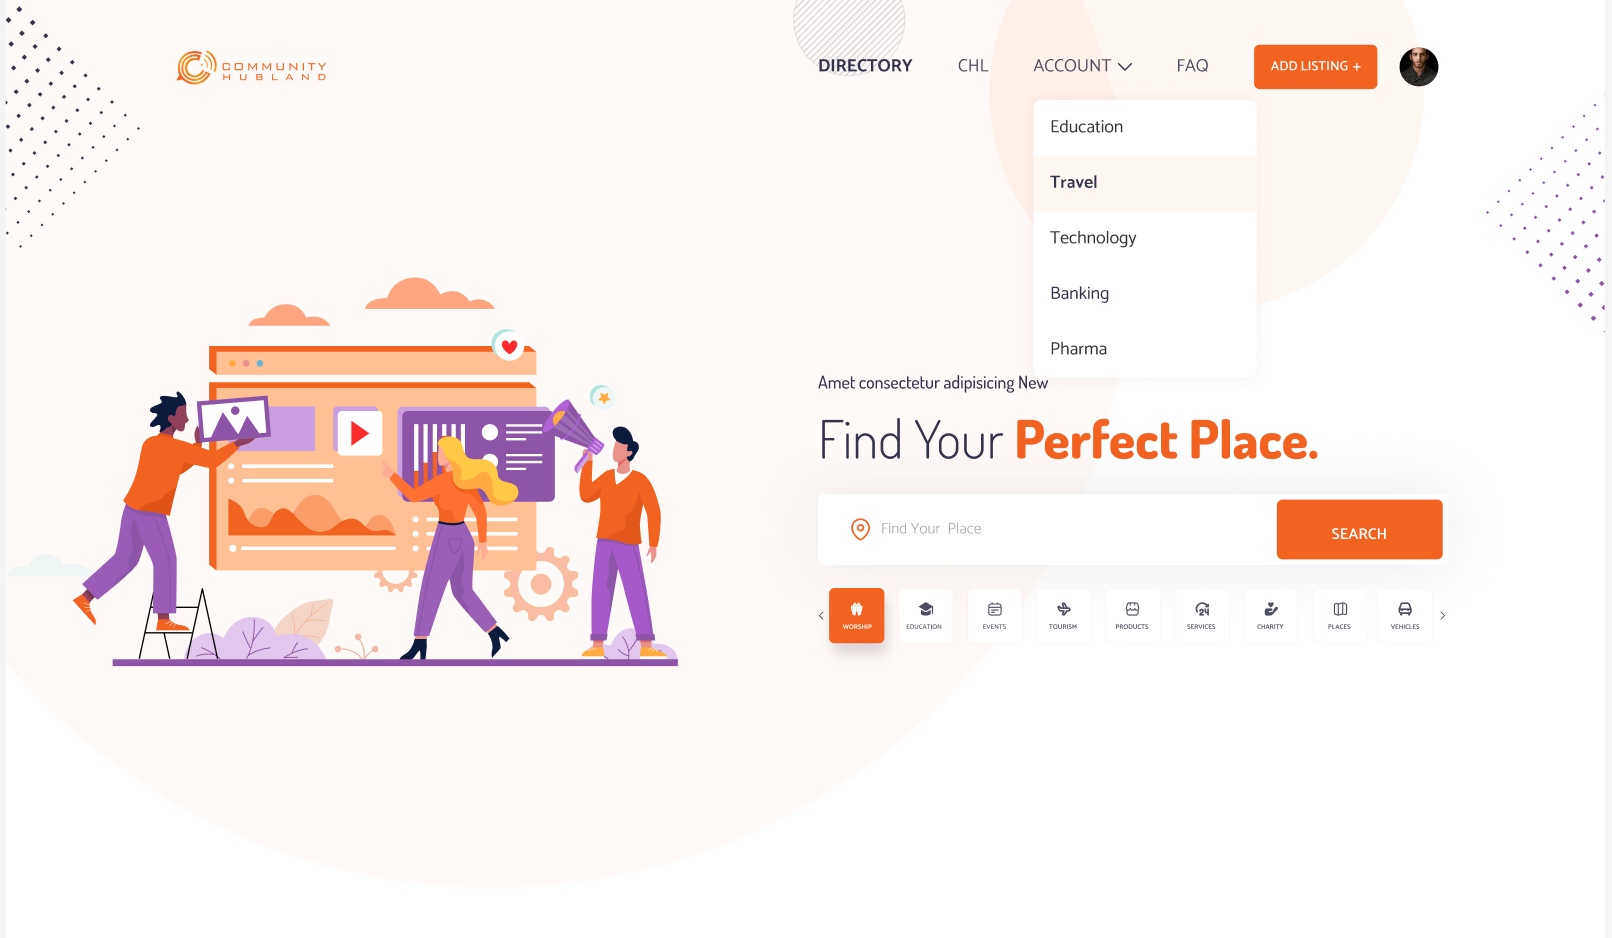 COMMUNITY
HUBLAND
DIRECTORY
CHL
ACCOUNT
FAQ
ADD LISTING +
Education
Travel
Technology
Banking
Pharma
Amet consectetur adipisicing New
Find Your Perfect Place.
Find Your Place
SEARCH
WORSHIP
EDUCATION
EVENTS
TOURISM
PRODUCTS
SERVICES
CHARITY
PLACES
VEHICLES